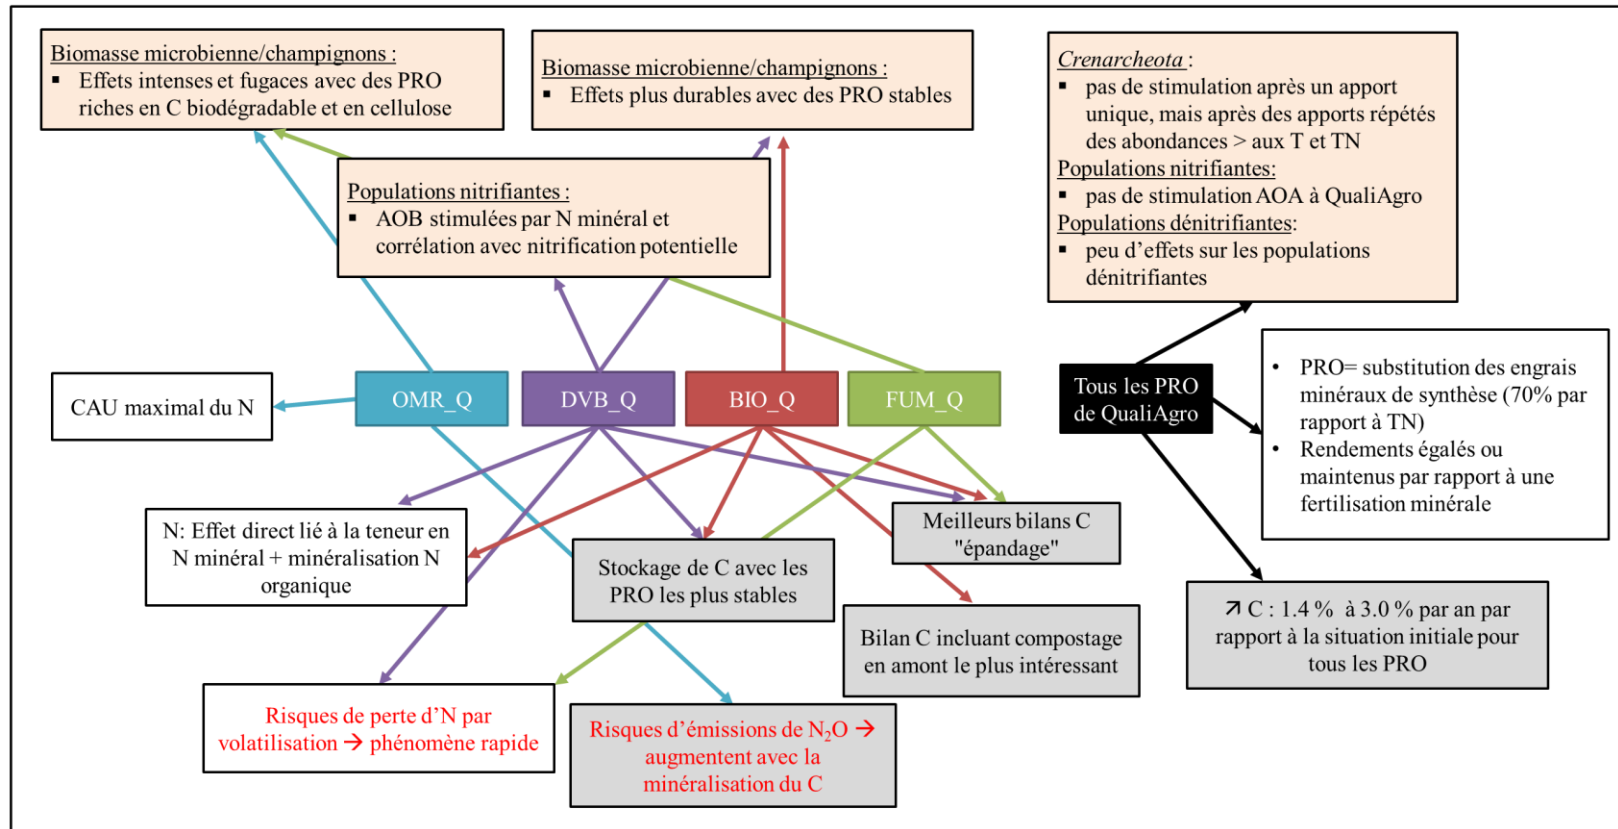 Biomasse microbienne/champignons :
▪ Effets intenses et fugaces avec des PRO
riches en C biodégradable et en cellulose
Biomasse microbienne/champignons :
▪ Effets plus durables avec des PRO stables
Crenarcheota :
▪ pas de stimulation après un apport
unique, mais après des apports répétés
des abondances > aux T et TN
Populations nitrifiantes:
▪ pas de stimulation AOA à QualiAgro
Populations dénitrifiantes:
▪ peu d’effets sur les populations
dénitrifiantes
Populations nitrifiantes :
▪ AOB stimulées par N minéral et
corrélation avec nitrification potentielle
CAU maximal du N
OMR_Q
DVB_Q
BIO_Q
FUM_Q
Tous les PRO
de QualiAgro
• PRO= substitution des engrais
minéraux de synthèse (70% par
rapport à TN)
• Rendements égalés ou
maintenus par rapport à une
fertilisation minérale
N: Effet direct lié à la teneur en
N minéral + minéralisation N
organique
Stockage de C avec les
PRO les plus stables
Meilleurs bilans C
"épandage"
Bilan C incluant compostage
en amont le plus intéressant
↗ C : 1.4 % à 3.0 % par an par
rapport à la situation initiale pour
tous les PRO
Risques de perte d’N par
volatilisation → phénomène rapide
Risques d’émissions de N₂O →
augmentent avec la
minéralisation du C